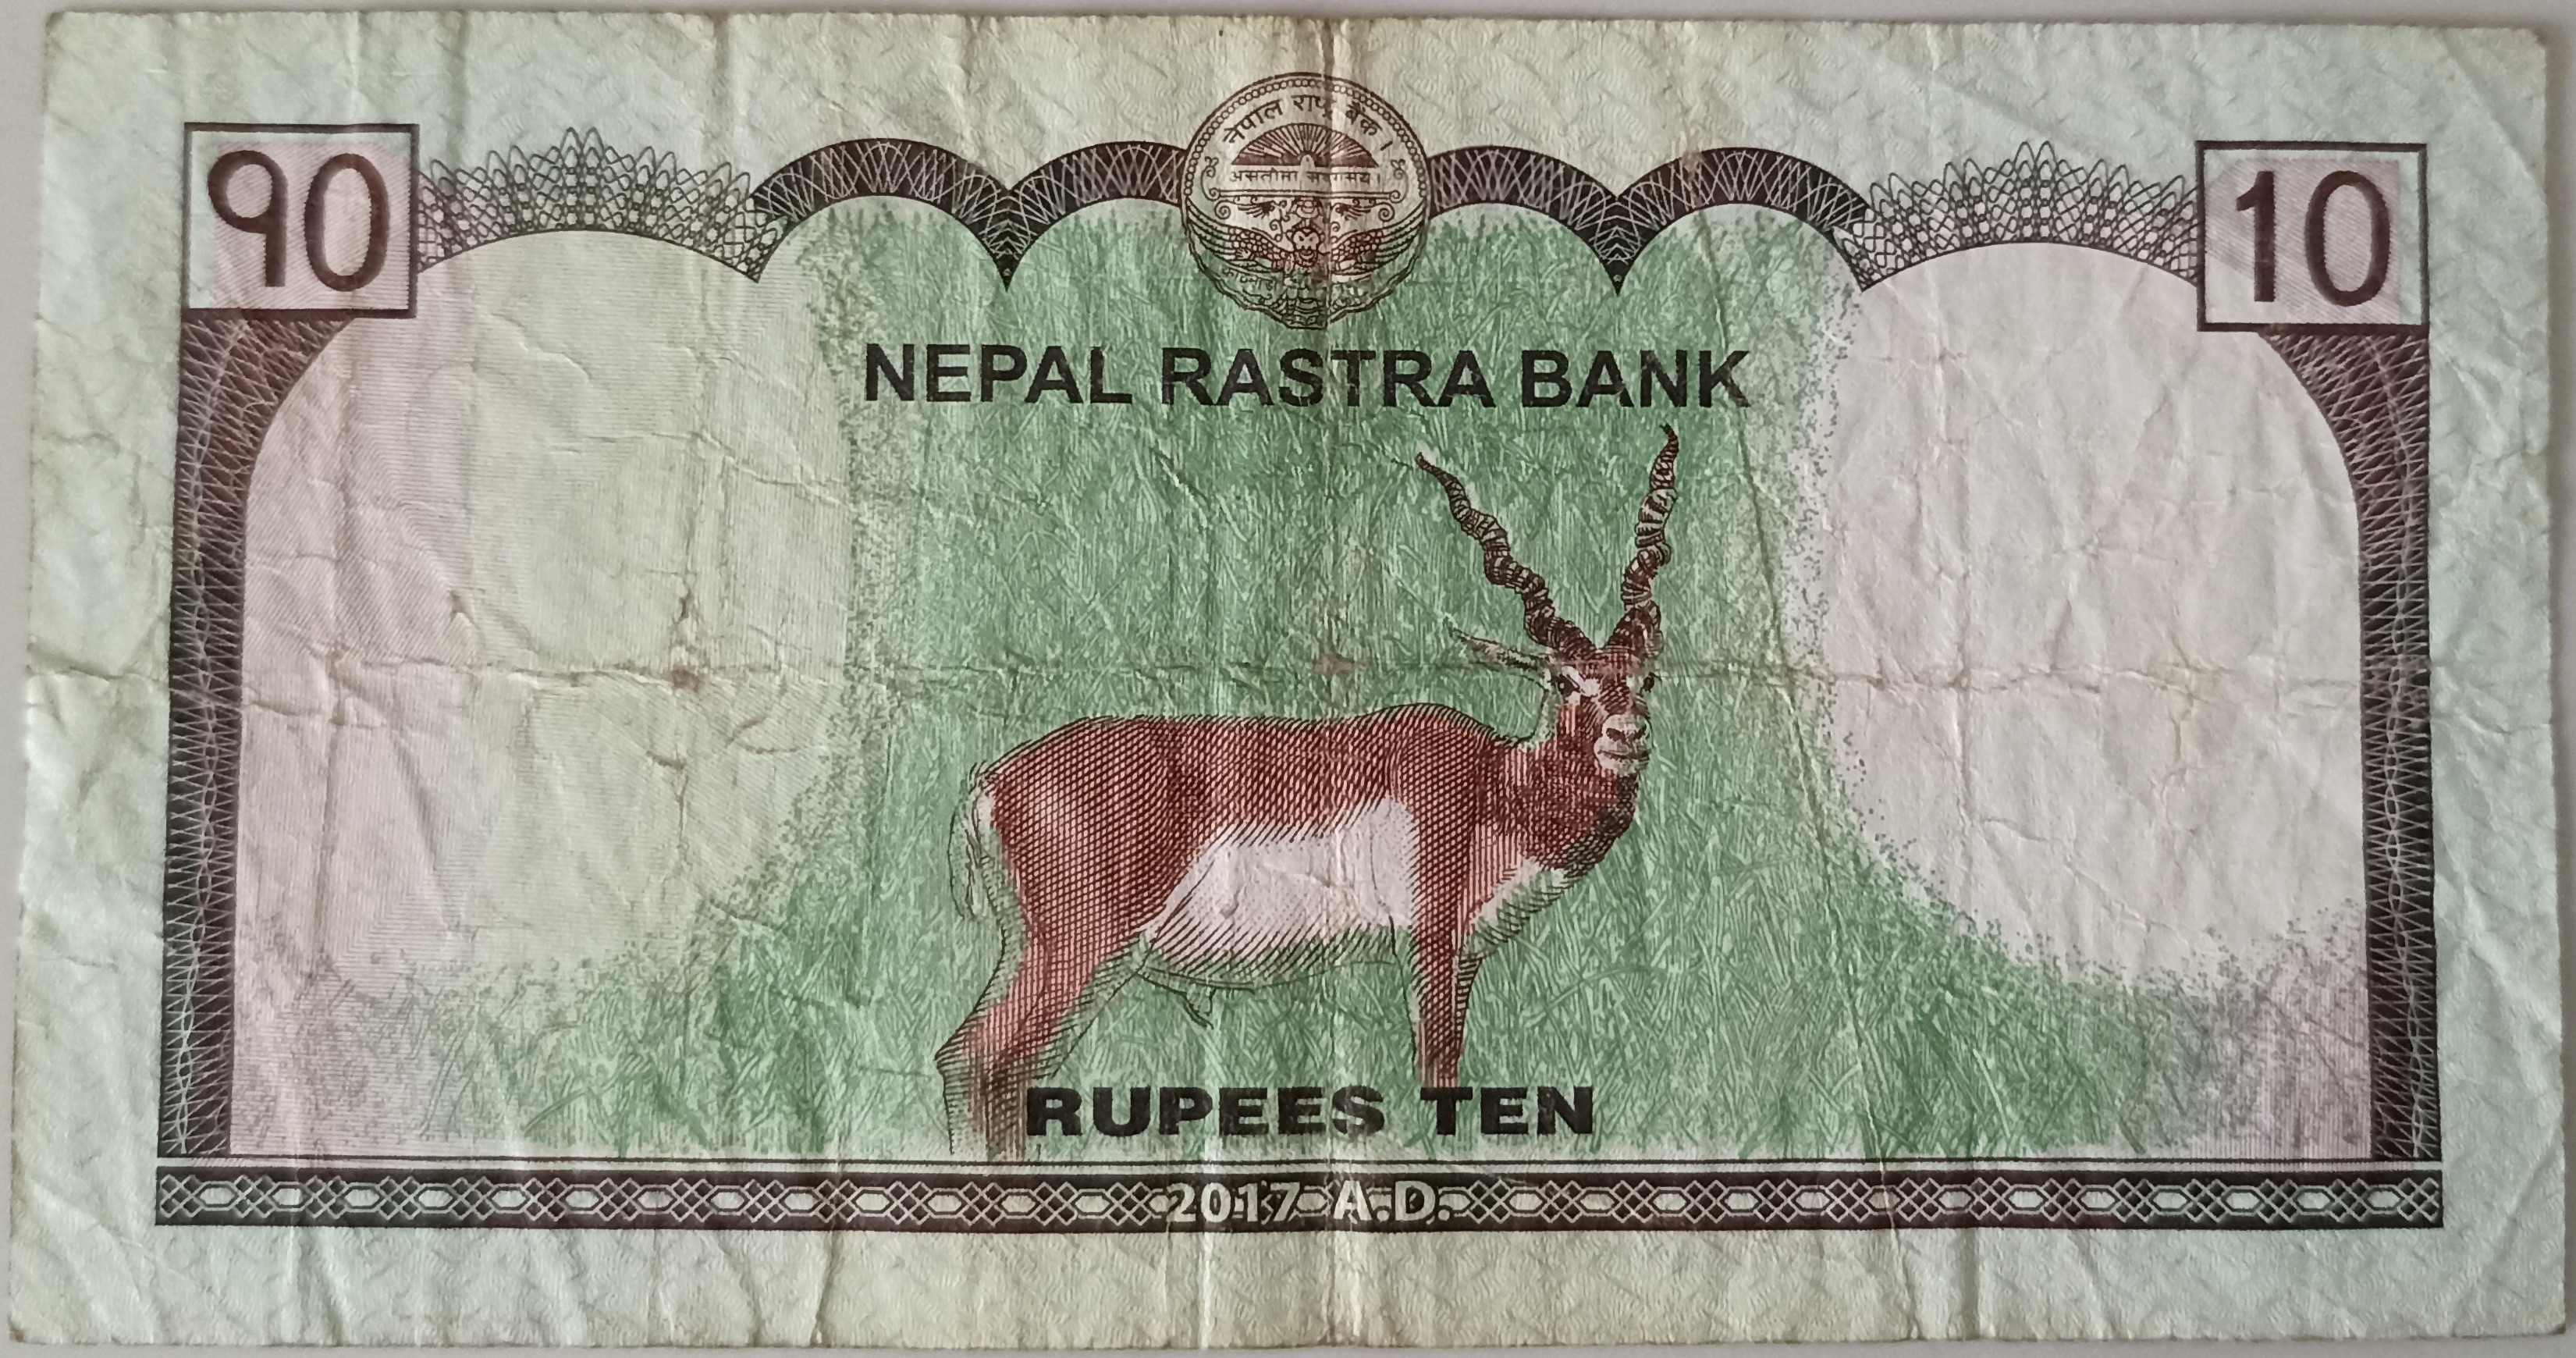 नेपाल राष्ट्र बैंक ।
असतोमा सद्गमय।
१०
10
NEPAL RASTRA BANK
RUPEES TEN
2017 A.D.